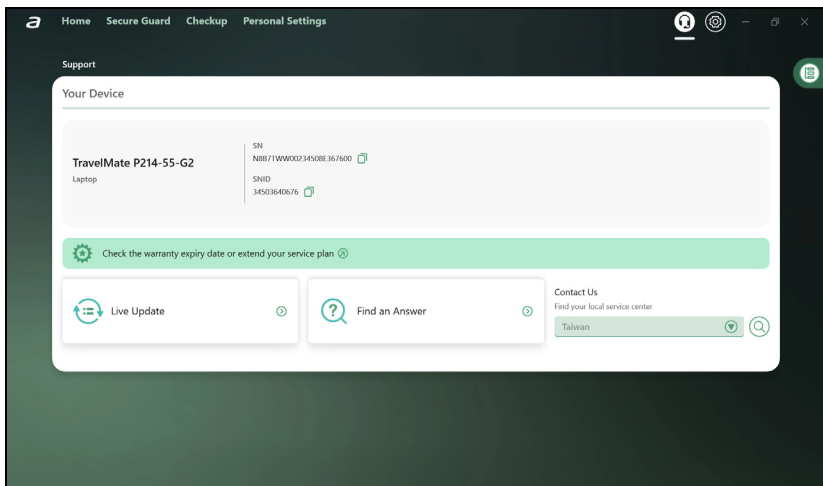 a Home Secure Guard Checkup Personal Settings
Support
Your Device
TravelMate P214-55-G2
Laptop
SN
N8B7TWW00234508E367600
SNID
34503640676
Check the warranty expiry date or extend your service plan
Live Update
Find an Answer
Contact Us
Find your local service center
Taiwan